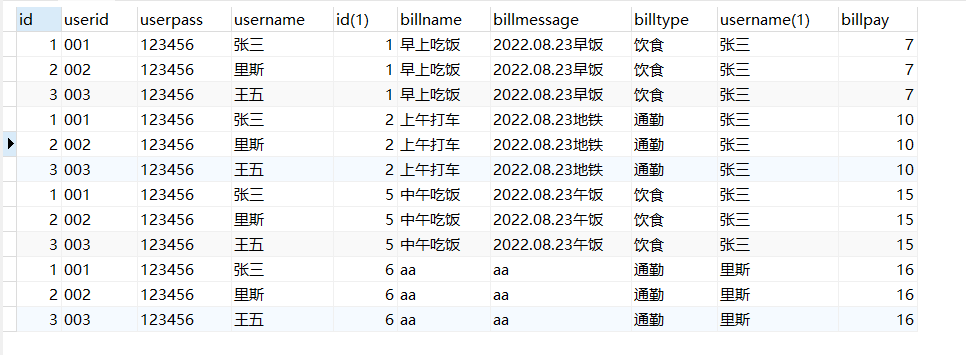 id userid userpass username id(1) billname billmessage billtype username(1) billpay
1 001 123456 张三 1 早上吃饭 2022.08.23早饭 饮食 张三 7
2 002 123456 里斯 1 早上吃饭 2022.08.23早饭 饮食 张三 7
3 003 123456 王五 1 早上吃饭 2022.08.23早饭 饮食 张三 7
1 001 123456 张三 2 上午打车 2022.08.23地铁 通勤 张三 10
2 002 123456 里斯 2 上午打车 2022.08.23地铁 通勤 张三 10
3 003 123456 王五 2 上午打车 2022.08.23地铁 通勤 张三 10
1 001 123456 张三 5 中午吃饭 2022.08.23午饭 饮食 张三 15
2 002 123456 里斯 5 中午吃饭 2022.08.23午饭 饮食 张三 15
3 003 123456 王五 5 中午吃饭 2022.08.23午饭 饮食 张三 15
1 001 123456 张三 6 aa aa 通勤 里斯 16
2 002 123456 里斯 6 aa aa 通勤 里斯 16
3 003 123456 王五 6 aa aa 通勤 里斯 16